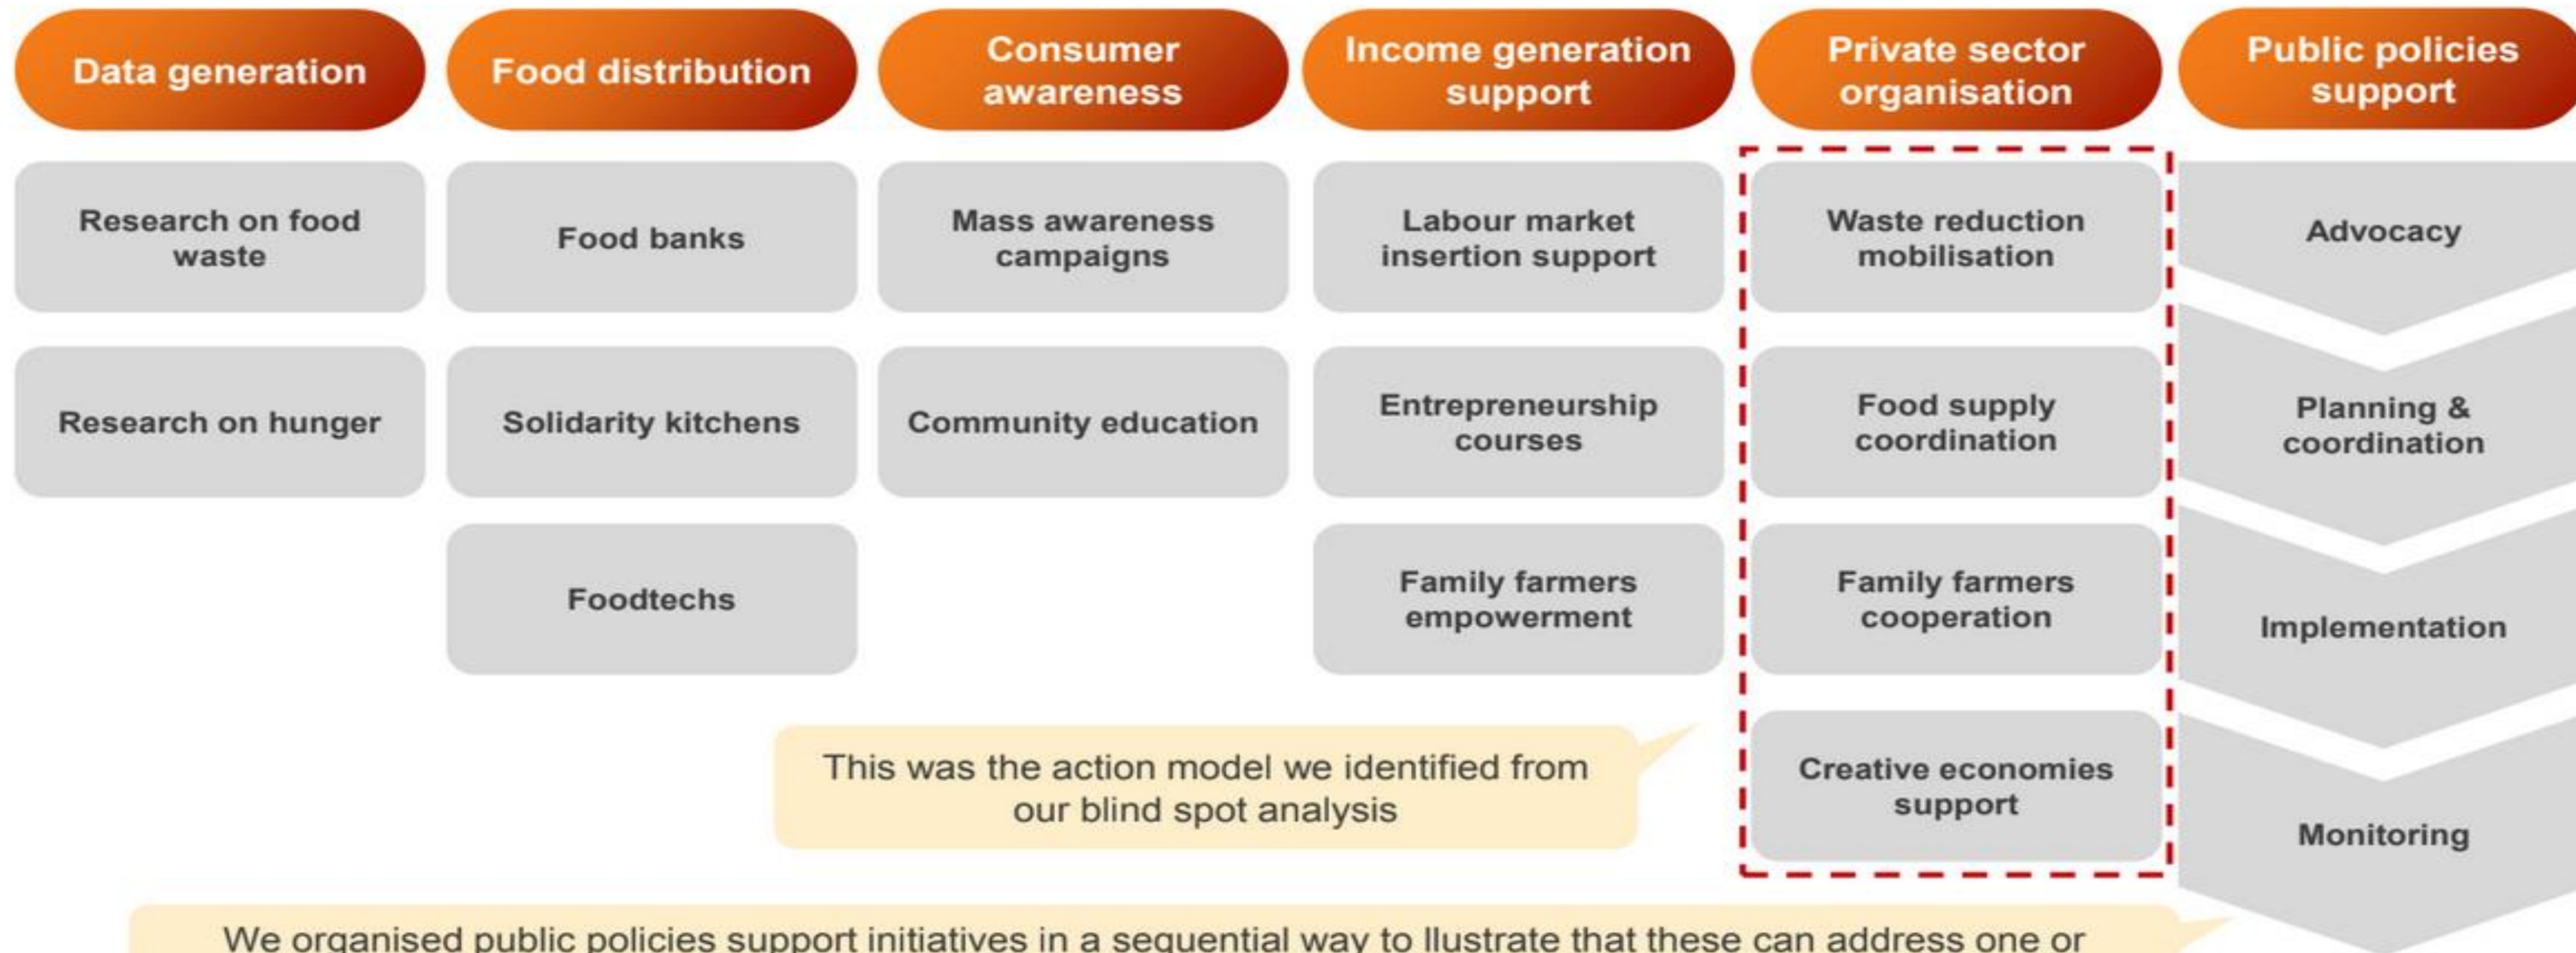 Data generation
Food distribution
Consumer
awareness
Income generation
support
Private sector
organisation
Public policies
support
Research on food
waste
Food banks
Mass awareness
campaigns
Labour market
insertion support
Waste reduction
mobilisation
Advocacy
Research on hunger
Solidarity kitchens
Community education
Entrepreneurship
courses
Food supply
coordination
Planning &
coordination
Foodtechs
Family farmers
empowerment
Family farmers
cooperation
Implementation
This was the action model we identified from
our blind spot analysis
Creative economies
support
Monitoring
We organised public policies support initiatives in a sequential way to llustrate that these can address one or